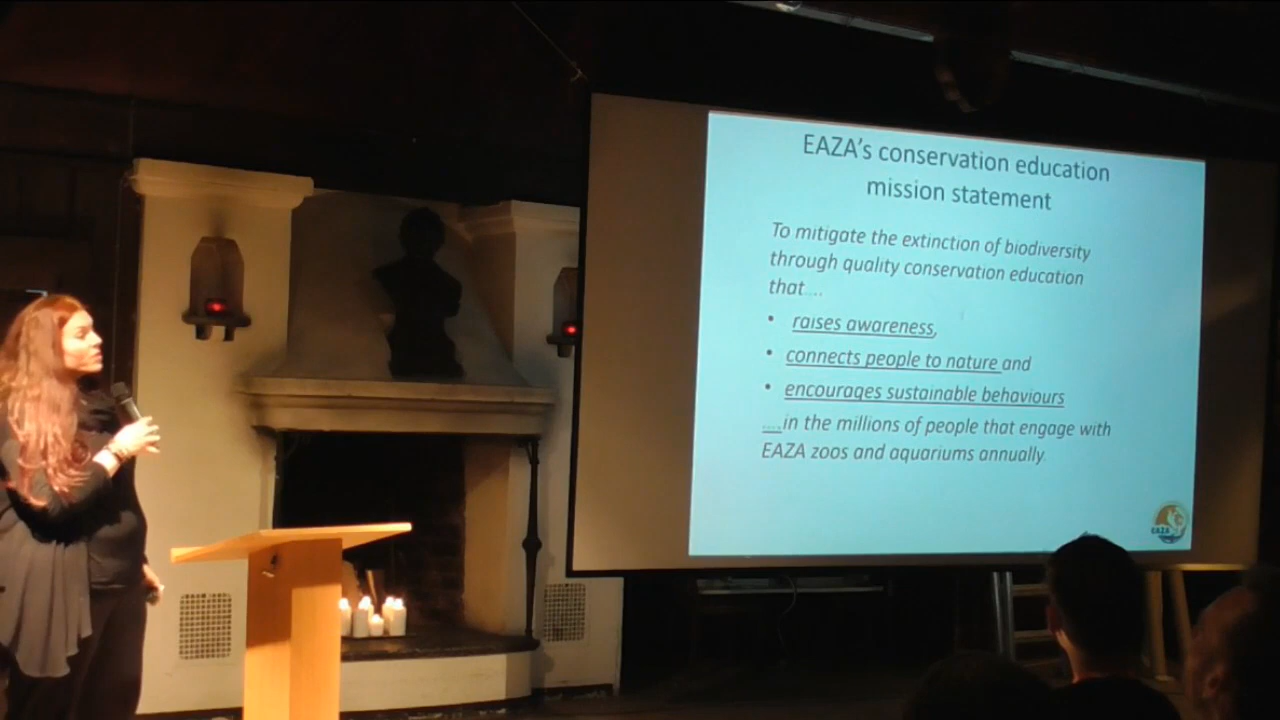 EAZA's conservation education
mission statement
To mitigate the extinction of biodiversity
through quality conservation education
that....
• raises awareness,
• connects people to nature and
• encourages sustainable behaviours
....in the millions of people that engage with
EAZA zoos and aquariums annually.
EAZA